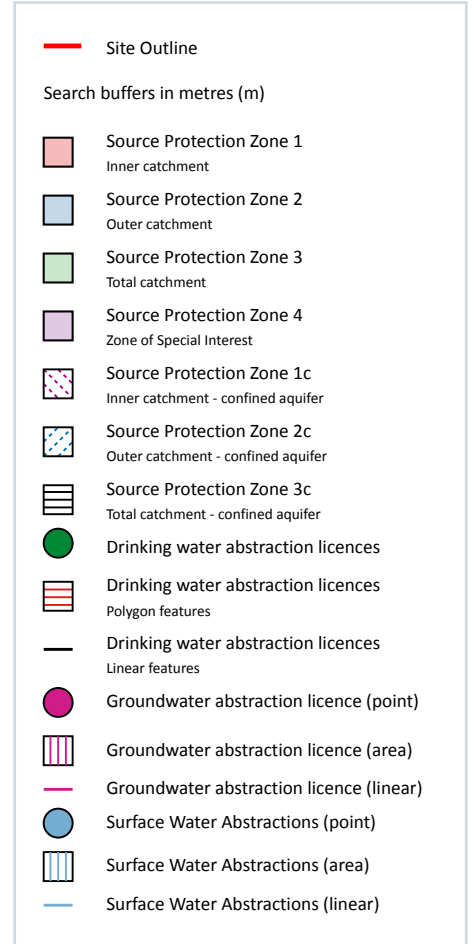 Site Outline
Search buffers in metres (m)
Source Protection Zone 1
Inner catchment
Source Protection Zone 2
Outer catchment
Source Protection Zone 3
Total catchment
Source Protection Zone 4
Zone of Special Interest
Source Protection Zone 1c
Inner catchment - confined aquifer
Source Protection Zone 2c
Outer catchment - confined aquifer
Source Protection Zone 3c
Total catchment - confined aquifer
Drinking water abstraction licences
Drinking water abstraction licences
Polygon features
Drinking water abstraction licences
Linear features
Groundwater abstraction licence (point)
Groundwater abstraction licence (area)
Groundwater abstraction licence (linear)
Surface Water Abstractions (point)
Surface Water Abstractions (area)
Surface Water Abstractions (linear)